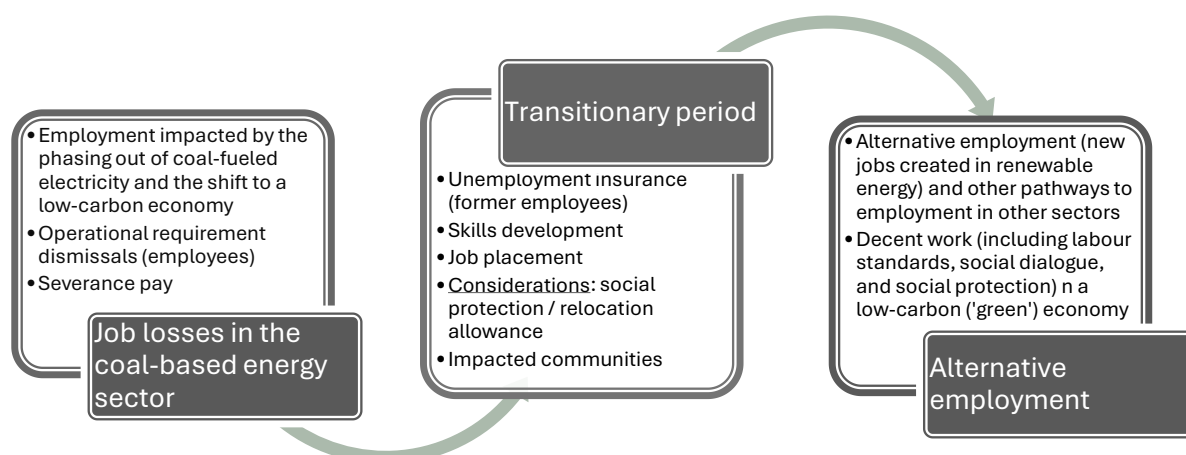 • Employment impacted by the
phasing out of coal-fueled
electricity and the shift to a
low-carbon economy
• Operational requirement
dismissals (employees)
• Severance pay
Job losses in the
coal-based energy
sector
Transitionary period
• Unemployment insurance
(former employees)
• Skills development
• Job placement
• Considerations: social
protection / relocation
allowance
• Impacted communities
• Alternative employment (new
jobs created in renewable
energy) and other pathways to
employment in other sectors
• Decent work (including labour
standards, social dialogue,
and social protection) n a
low-carbon ('green') economy
Alternative
employment